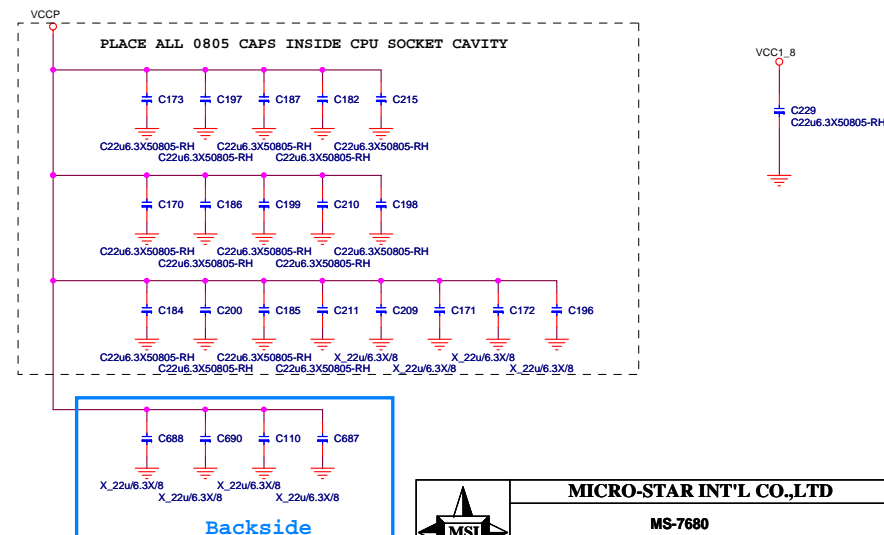 VCCP
PLACE ALL 0805 CAPS INSIDE CPU SOCKET CAVITY
VCC1_8
C173 C197 C187 C182 C215
C229
C22u6.3X50805-RH
C22u6.3X50805-RH C22u6.3X50805-RH C22u6.3X50805-RH
C22u6.3X50805-RH C22u6.3X50805-RH
C170 C186 C199 C210 C198
C22u6.3X50805-RH C22u6.3X50805-RH C22u6.3X50805-RH
C22u6.3X50805-RH C22u6.3X50805-RH
C184 C200 C185 C211 C209 C171 C172 C196
C22u6.3X50805-RH C22u6.3X50805-RH X_22u/6.3X/8 X_22u/6.3X/8
C22u6.3X50805-RH C22u6.3X50805-RH X_22u/6.3X/8 X_22u/6.3X/8
C688 C690 C110 C687
X_22u/6.3X/8 X_22u/6.3X/8
X_22u/6.3X/8 X_22u/6.3X/8
Backside
MICRO-STAR INT'L CO.,LTD
MSI
MS-7680